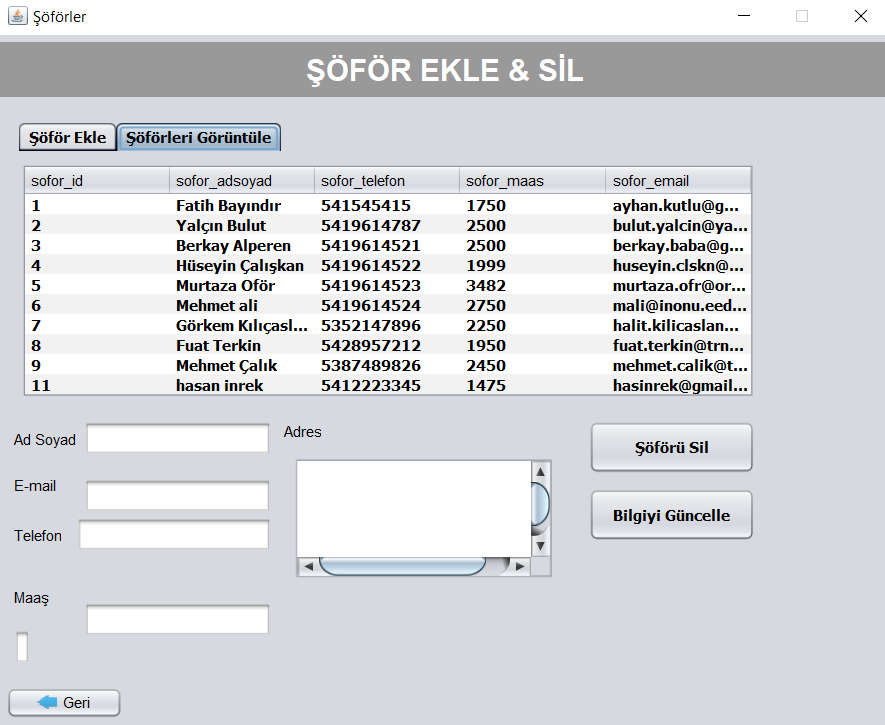 Şöförler
ŞÖFÖR EKLE & SİL
Şöför Ekle Şöförleri Görüntüle
sofor_id sofor_adsoyad sofor_telefon sofor_maas sofor_email
1 Fatih Bayındır 541545415 1750 ayhan.kutlu@g...
2 Yalçın Bulut 5419614787 2500 bulut.yalcin@ya...
3 Berkay Alperen 5419614521 2500 berkay.baba@g...
4 Hüseyin Çalışkan 5419614522 1999 huseyin.clskn@...
5 Murtaza Oför 5419614523 3482 murtaza.ofr@or...
6 Mehmet ali 5419614524 2750 mali@inonu.eed...
7 Görkem Kılıçasl... 5352147896 2250 halit.kilicaslan...
8 Fuat Terkin 5428957212 1950 fuat.terkin@trn...
9 Mehmet Çalık 5387489826 2450 mehmet.calik@t...
11 hasan inrek 5412223345 1475 hasinrek@gmail...
Ad Soyad Adres Şöförü Sil
E-mail
Telefon Bilgiyi Güncelle
Maaş
Geri